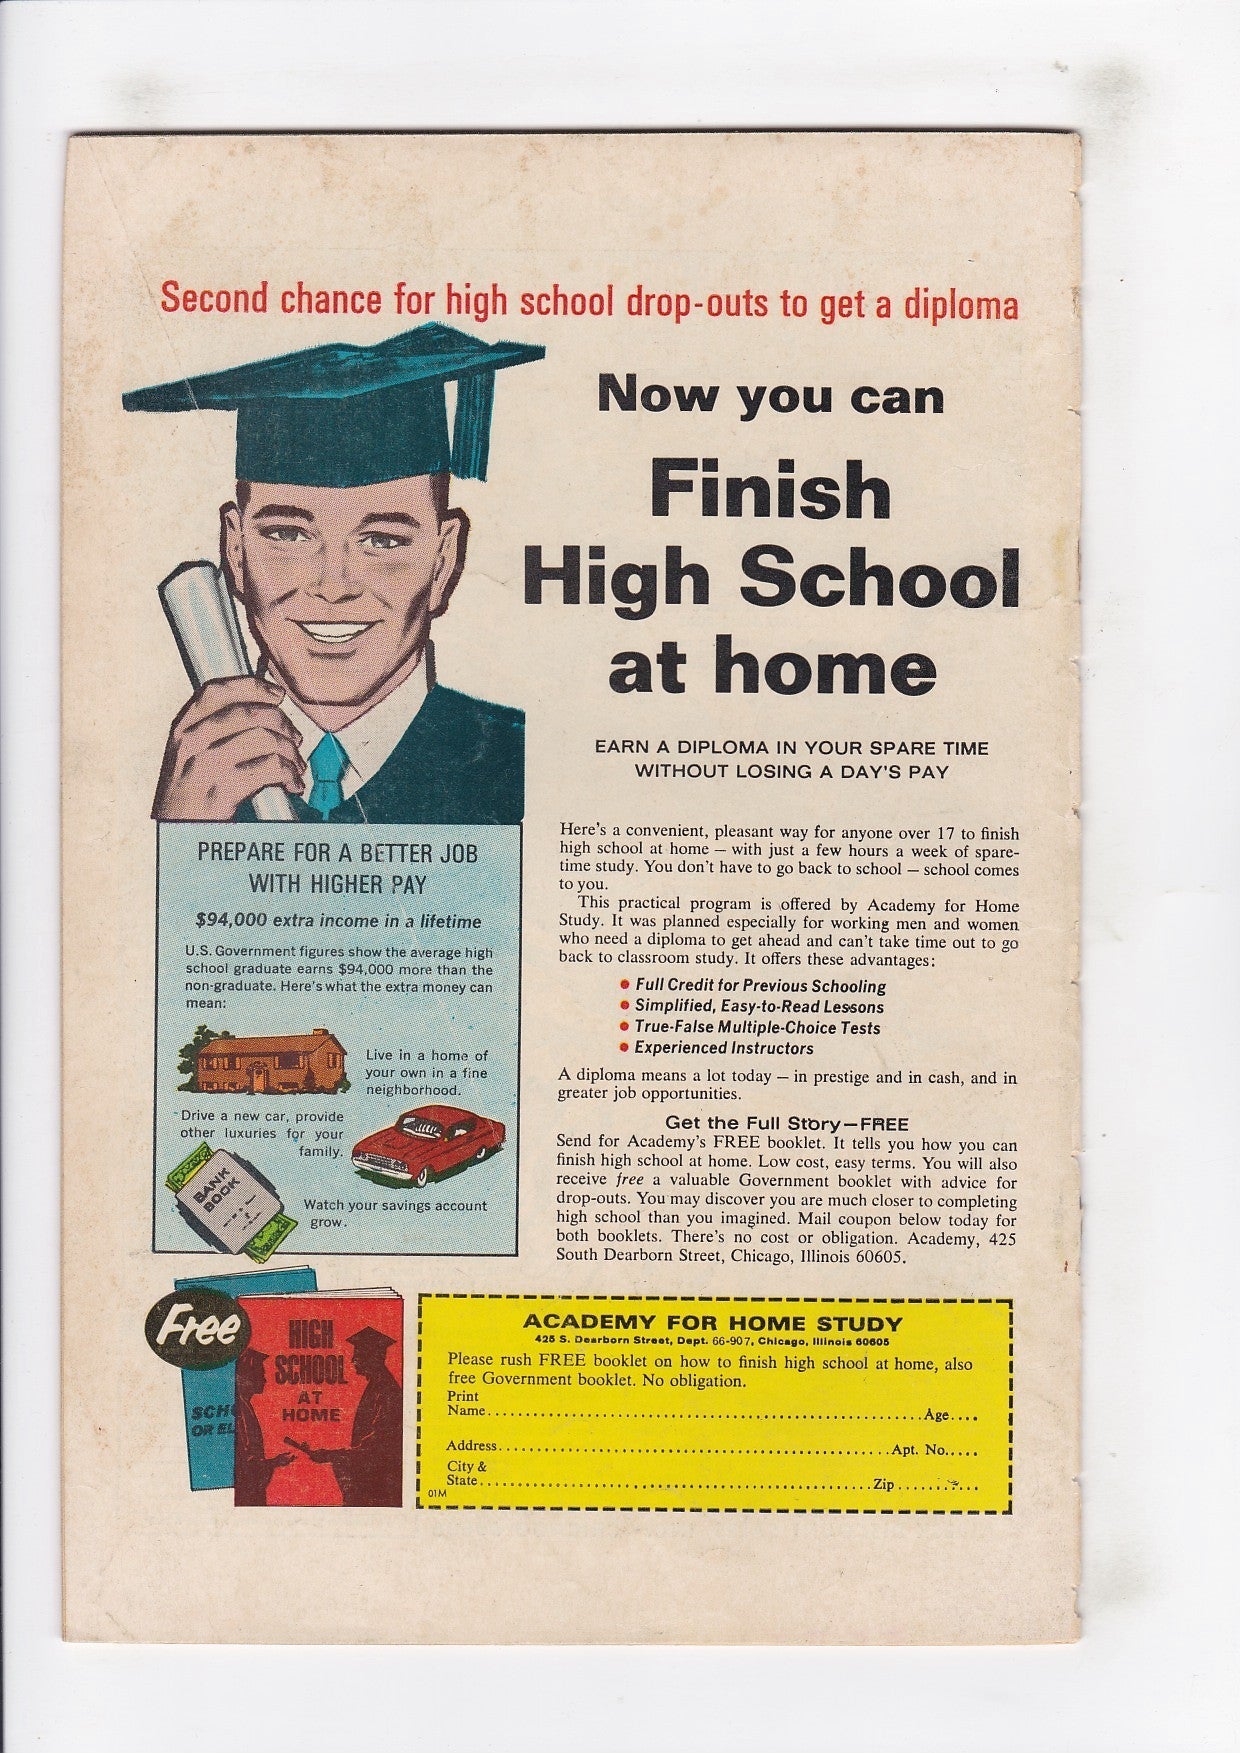 Second chance for high school drop-outs to get a diploma
Now you can
Finish
High School
at home
EARN A DIPLOMA IN YOUR SPARE TIME
WITHOUT LOSING A DAY'S PAY
Here's a convenient, pleasant way for anyone over 17 to finish
high school at home — with just a few hours a week of spare-
time study. You don't have to go back to school — school comes
to you.
This practical program is offered by Academy for Home
Study. It was planned especially for working men and women
who need a diploma to get ahead and can't take time out to go
back to classroom study. It offers these advantages:
• Full Credit for Previous Schooling
• Simplified, Easy-to-Read Lessons
• True-False Multiple-Choice Tests
• Experienced Instructors
A diploma means a lot today — in prestige and in cash, and in
greater job opportunities.
Get the Full Story—FREE
Send for Academy's FREE booklet. It tells you how you can
finish high school at home. Low cost, easy terms. You will also
receive free a valuable Government booklet with advice for
drop-outs. You may discover you are much closer to completing
high school than you imagined. Mail coupon below today for
both booklets. There's no cost or obligation. Academy, 425
South Dearborn Street, Chicago, Illinois 60605.
PREPARE FOR A BETTER JOB
WITH HIGHER PAY
$94,000 extra income in a lifetime
U.S. Government figures show the average high
school graduate earns $94,000 more than the
non-graduate. Here's what the extra money can
mean:
Live in a home of
your own in a fine
neighborhood.
Drive a new car, provide
other luxuries for your
family.
BANK
BOOK
Watch your savings account
grow.
Free
SCH
OR EL
HIGH
SCHOOL
AT
HOME
ACADEMY FOR HOME STUDY
425 S. Dearborn Street, Dept. 66-907, Chicago, Illinois 60605
Please rush FREE booklet on how to finish high school at home, also
free Government booklet. No obligation.
Print
Name.......................................................Age....
Address.................................................Apt. No.....
City &
State..................................................Zip..........
01M